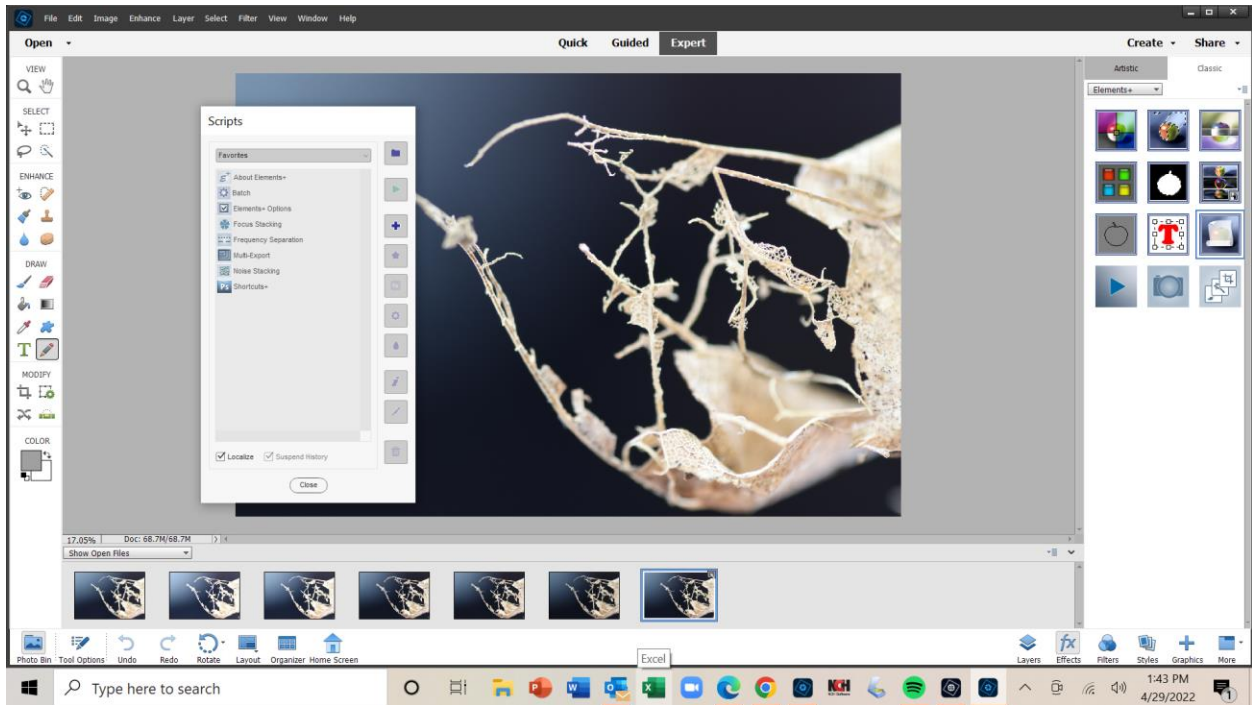 File Edit Image Enhance Layer Select Filter View Window Help
Open Quick Guided Expert Create Share
VIEW
SELECT
ENHANCE
DRAW
T
MODIFY
COLOR
Scripts
Favorites
About Elements+
Batch
Elements+ Options
Focus Stacking
Frequency Separation
Multi-Export
Noise Stacking
Ps Shortcuts+
Localize Suspend History
Close
Artistic Classic
Elements+
T
17.05% Doc: 68.7M/68.7M
Show Open Files
Photo Bin Tool Options Undo Redo Rotate Layout Organizer Home Screen Layers Effects Filters Styles Graphics More
fx
Excel
Type here to search
NCH
1:43 PM
4/29/2022
1